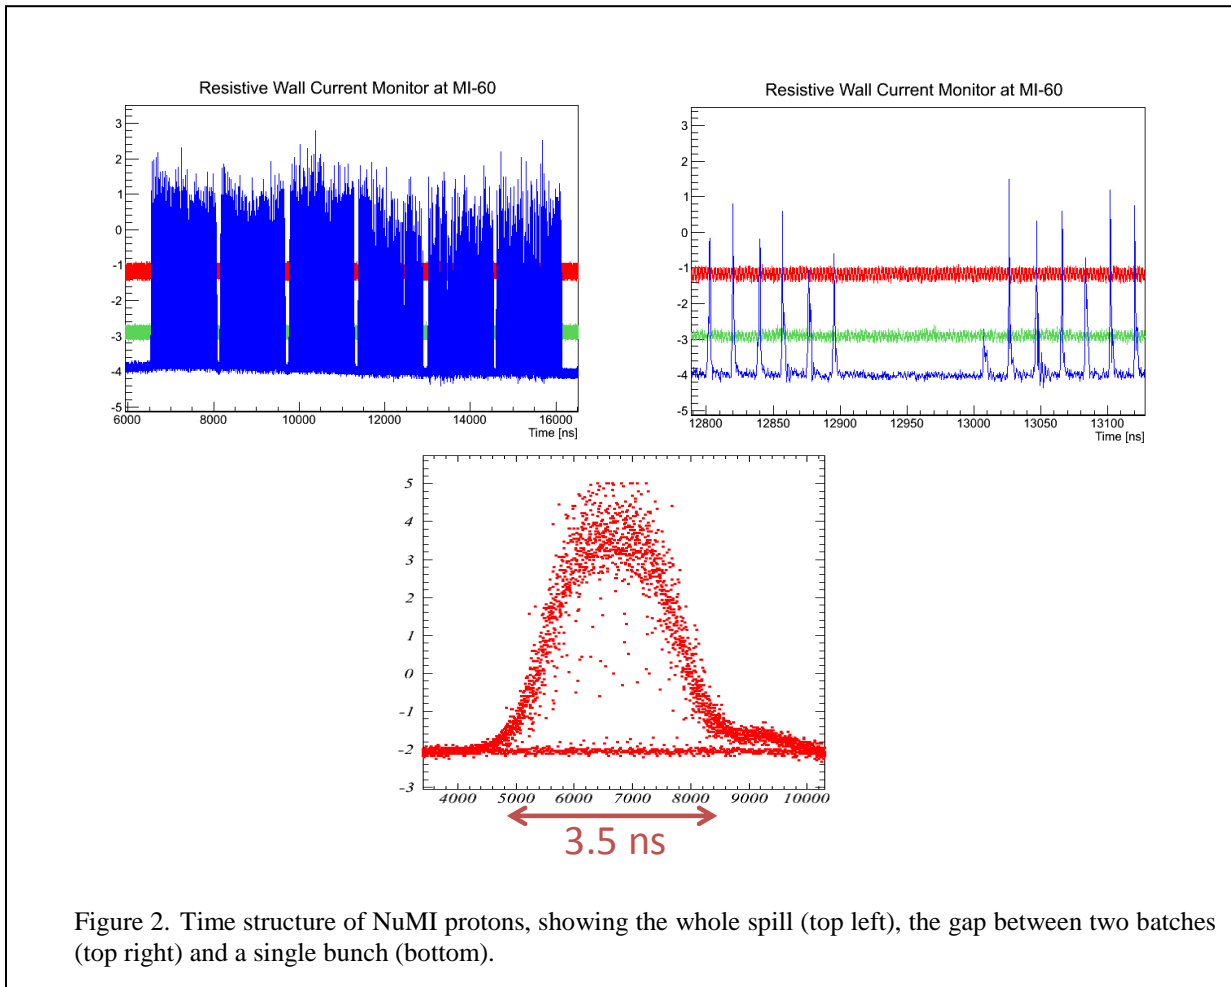 Resistive Wall Current Monitor at MI-60
3
2
1
0
-1
-2
-3
-4
-5
6000 8000 10000 12000 14000 16000
Time [ns]
Resistive Wall Current Monitor at MI-60
3
2
1
0
-1
-2
-3
-4
-5
12800 12850 12900 12950 13000 13050 13100
Time [ns]
5
4
3
2
1
0
-1
-2
-3
4000 5000 6000 7000 8000 9000 10000
3.5 ns
Figure 2. Time structure of NuMI protons, showing the whole spill (top left), the gap between two batches
(top right) and a single bunch (bottom).